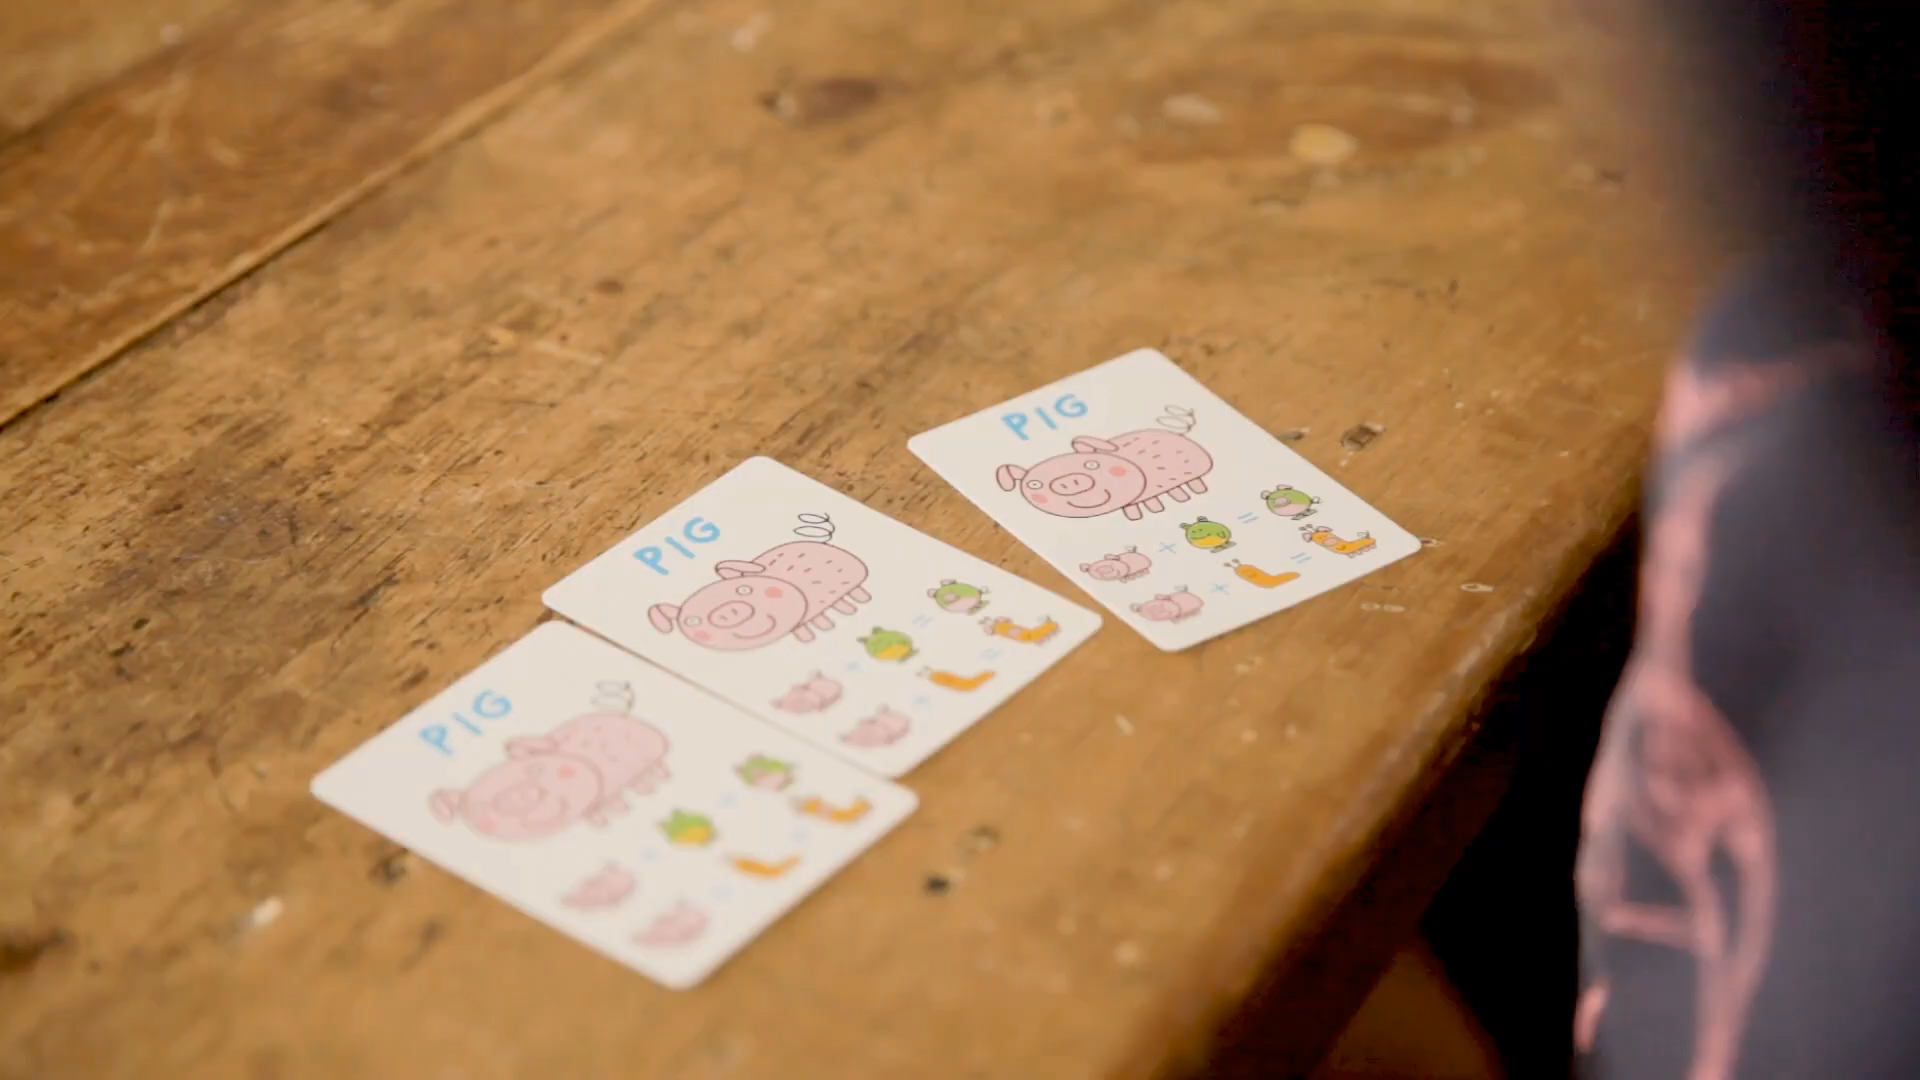 PIG
+ =
+ =
PIG
+ =
+ =
PIG
+ =
+ =